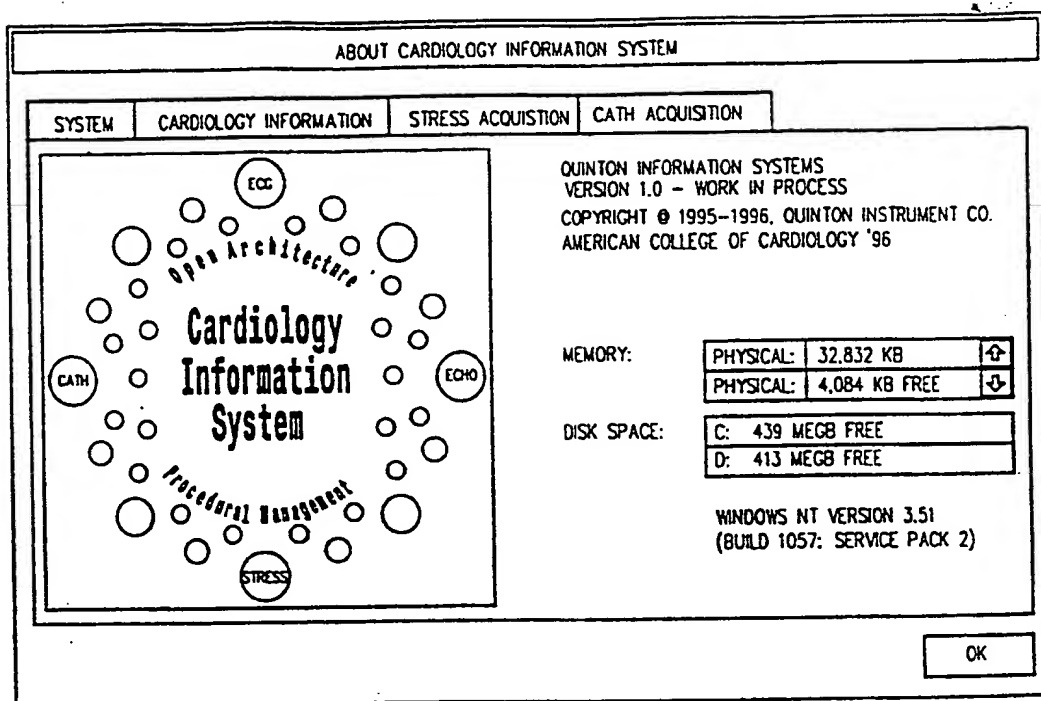 ABOUT CARDIOLOGY INFORMATION SYSTEM
SYSTEM
CARDIOLOGY INFORMATION
STRESS ACQUISTION
CATH ACQUISITION
ECG
Open Architecture
Cardiology
Information
System
CATH
ECHO
Procedural Management
STRESS
QUINTON INFORMATION SYSTEMS
VERSION 1.0 – WORK IN PROCESS
COPYRIGHT © 1995–1996, QUINTON INSTRUMENT CO.
AMERICAN COLLEGE OF CARDIOLOGY '96
MEMORY:
PHYSICAL: 32,832 KB
PHYSICAL: 4,084 KB FREE
DISK SPACE:
C: 439 MEGB FREE
D: 413 MEGB FREE
WINDOWS NT VERSION 3.51
(BUILD 1057: SERVICE PACK 2)
OK